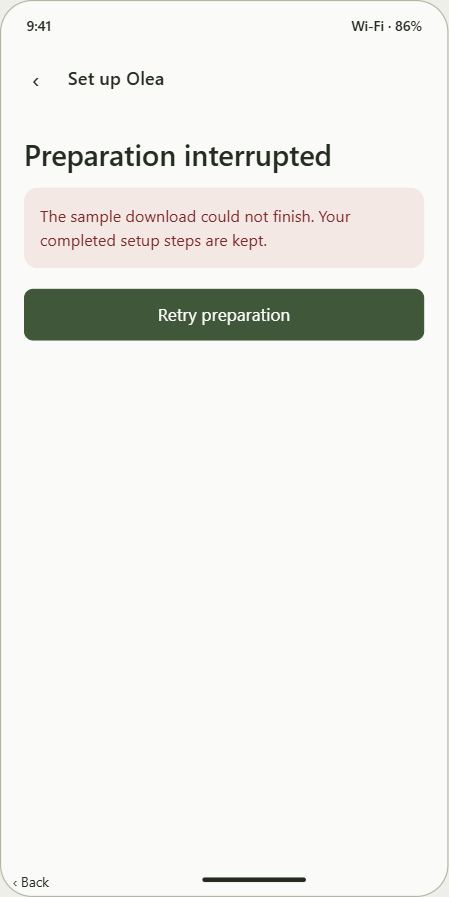 9:41 Wi-Fi · 86%
‹ Set up Olea
Preparation interrupted
The sample download could not finish. Your
completed setup steps are kept.
Retry preparation
‹ Back